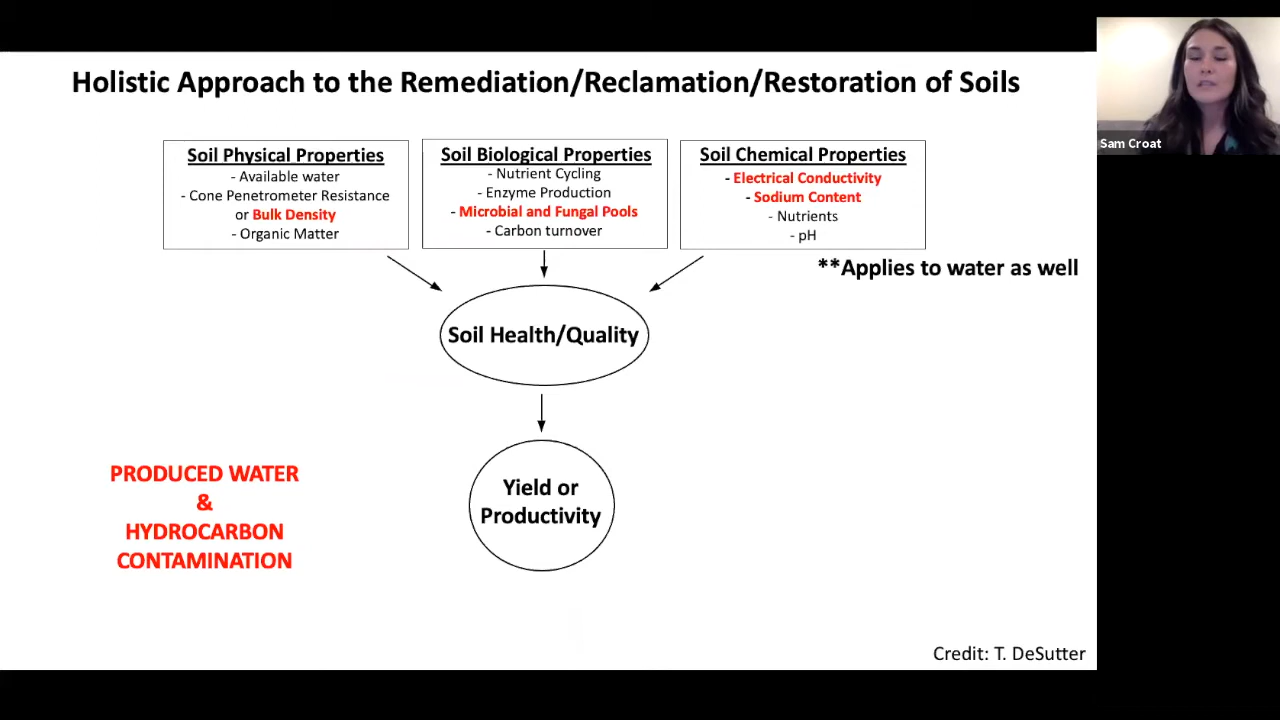 Holistic Approach to the Remediation/Reclamation/Restoration of Soils
Sam Croat
Soil Physical Properties
- Available water
- Cone Penetrometer Resistance
or Bulk Density
- Organic Matter
Soil Biological Properties
- Nutrient Cycling
- Enzyme Production
- Microbial and Fungal Pools
- Carbon turnover
Soil Chemical Properties
- Electrical Conductivity
- Sodium Content
- Nutrients
- pH
**Applies to water as well
Soil Health/Quality
Yield or
Productivity
PRODUCED WATER
&
HYDROCARBON
CONTAMINATION
Credit: T. DeSutter